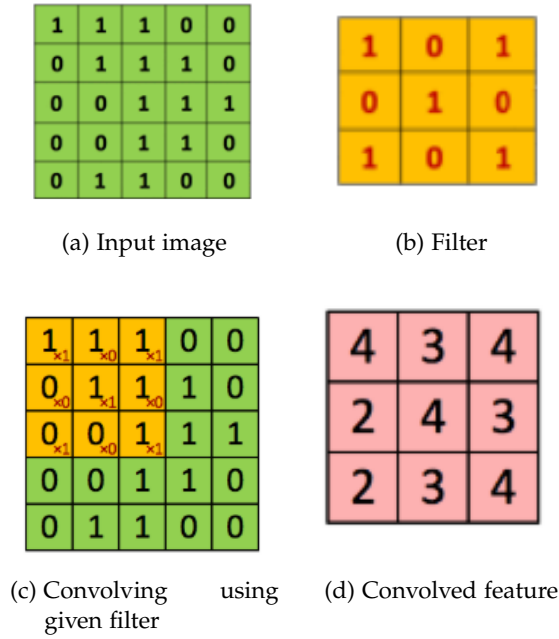 1 1 1 0 0
0 1 1 1 0
0 0 1 1 1
0 0 1 1 0
0 1 1 0 0
(a) Input image
1 0 1
0 1 0
1 0 1
(b) Filter
1×1 1×0 1×1 0 0
0×0 1×1 1×0 1 0
0×1 0×0 1×1 1 1
0 0 1 1 0
0 1 1 0 0
(c) Convolving using
given filter
4 3 4
2 4 3
2 3 4
(d) Convolved feature